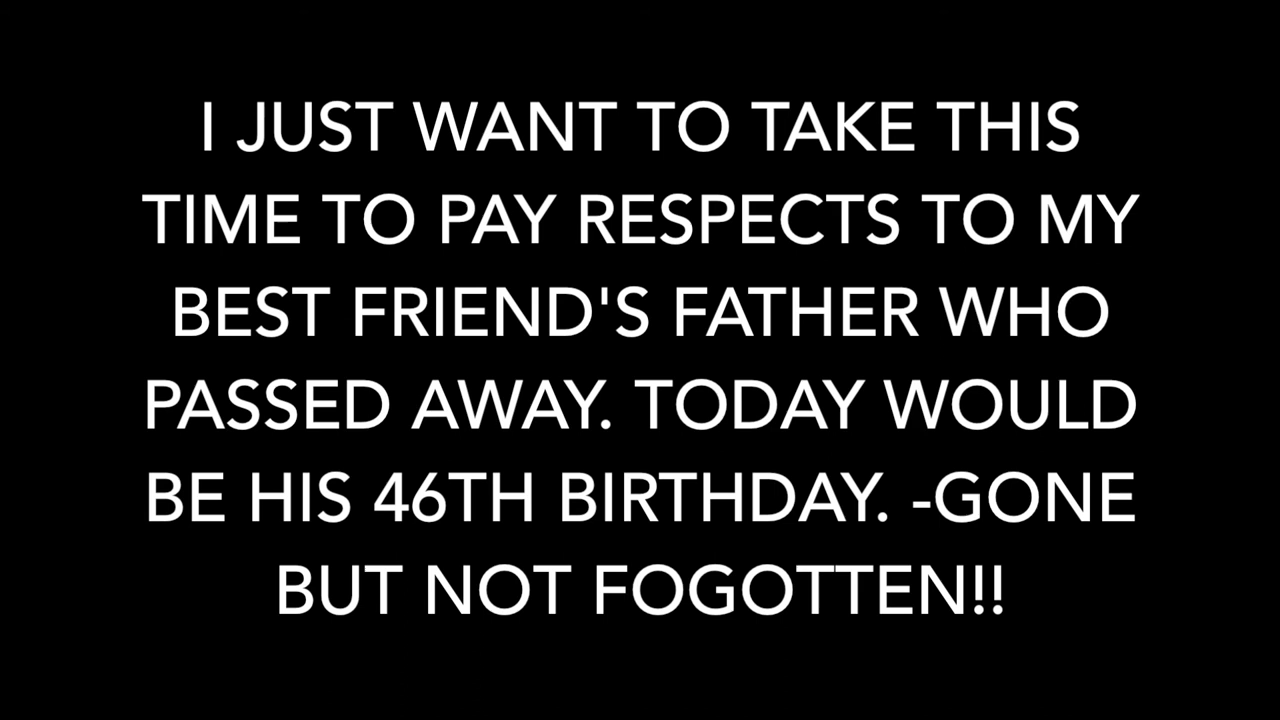 I JUST WANT TO TAKE THIS
TIME TO PAY RESPECTS TO MY
BEST FRIEND'S FATHER WHO
PASSED AWAY. TODAY WOULD
BE HIS 46TH BIRTHDAY. -GONE
BUT NOT FOGOTTEN!!